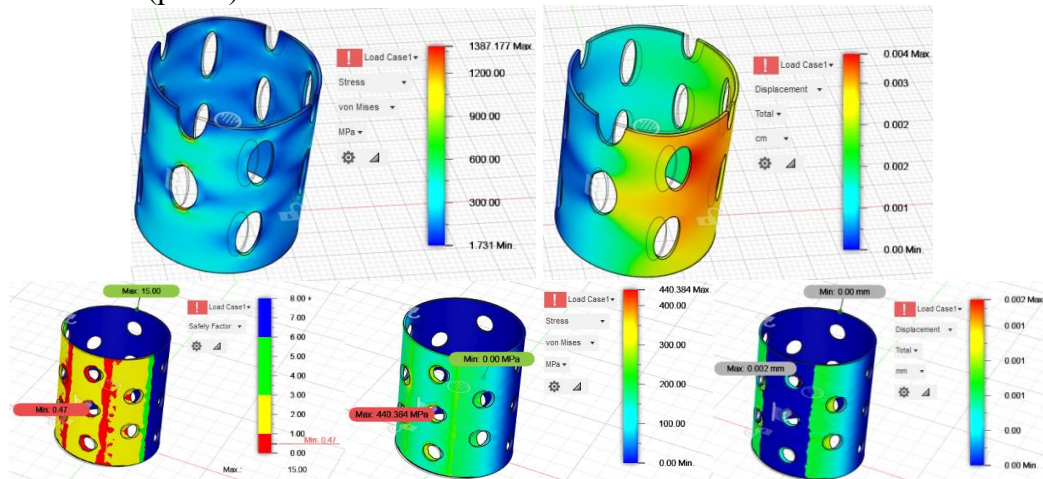 Load Case1
Stress
von Mises
MPa
1387.177 Max
1200.00
900.00
600.00
300.00
1.731 Min
Load Case1
Displacement
Total
cm
0.004 Max
0.003
0.002
0.002
0.001
0.00 Min
Max: 15.00
Min: 0.47
Load Case1
Safety Factor
8.00 +
7.00
6.00
5.00
4.00
3.00
2.00
1.00
0.00
Min: 0.47
Max.: 15.00
Min: 0.00 MPa
Max: 440.384 MPa
Load Case1
Stress
von Mises
MPa
440.384 Max
400.00
300.00
200.00
100.00
0.00 Min
Min: 0.00 mm
Max: 0.002 mm
Load Case1
Displacement
Total
mm
0.002 Max
0.001
0.001
0.001
0.00
0.00 Min